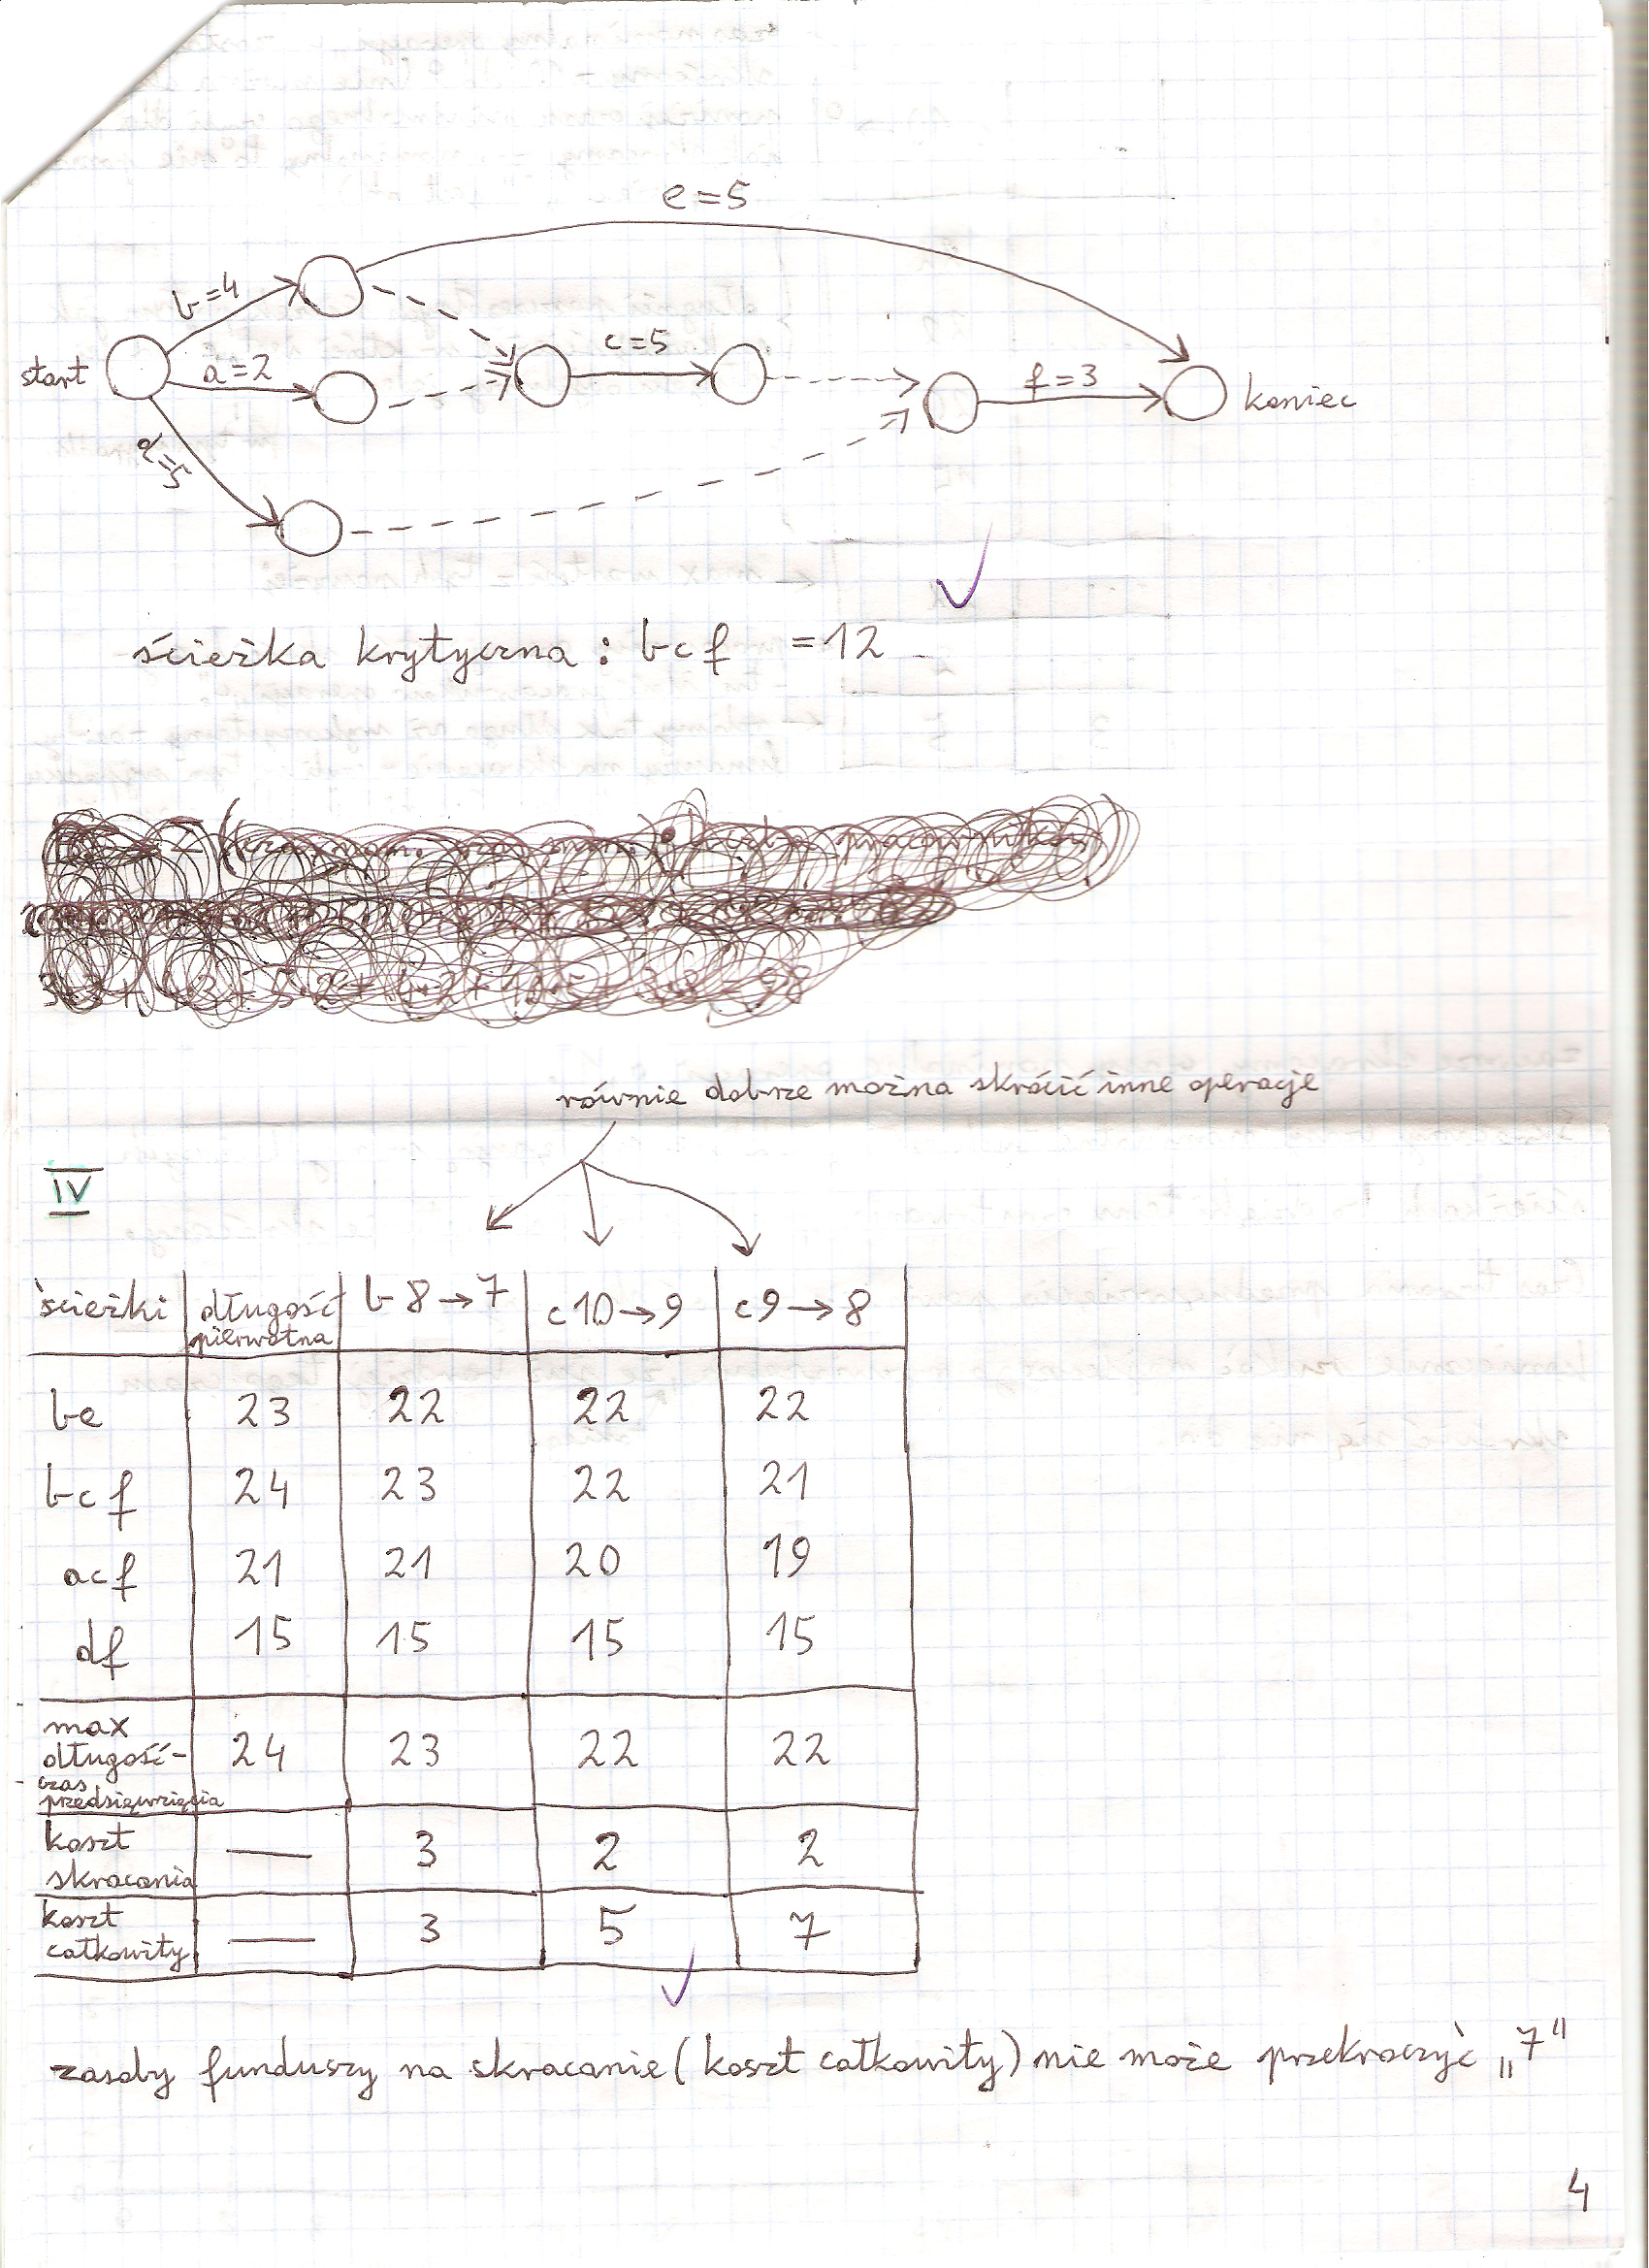 e=5
b=4
start
a=2
c=5
f=3
koniec
d=5
ścieżka krytyczna : bcf =12
równie dobrze można skrócić inne operacje
IV
ścieżki długość pierwotna b 8→7 c10→9 c9→8
be 23 22 22 22
bcf 24 23 22 21
acf 21 21 20 19
df 15 15 15 15
max
długość- 24 23 22 22
czas
przedsięwzięcia
koszt
skracania — 3 2 2
koszt
całkowity — 3 5 7
zasoby funduszy na skracanie (koszt całkowity) nie może przekroczyć „7"
4